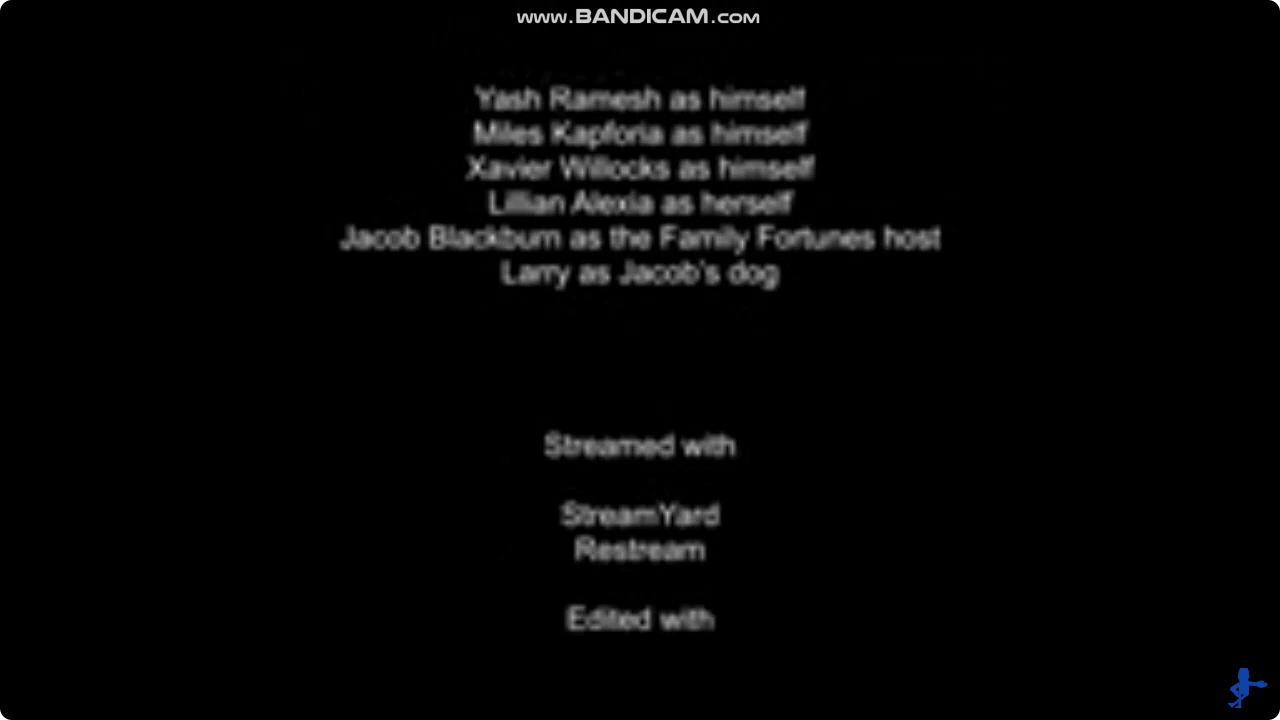 www.BANDICAM.com
Yash Ramesh as himself
Miles Kapforia as himself
Xavier Willocks as himself
Lillian Alexia as herself
Jacob Blackburn as the Family Fortunes host
Larry as Jacob's dog
Streamed with
StreamYard
Restream
Edited with